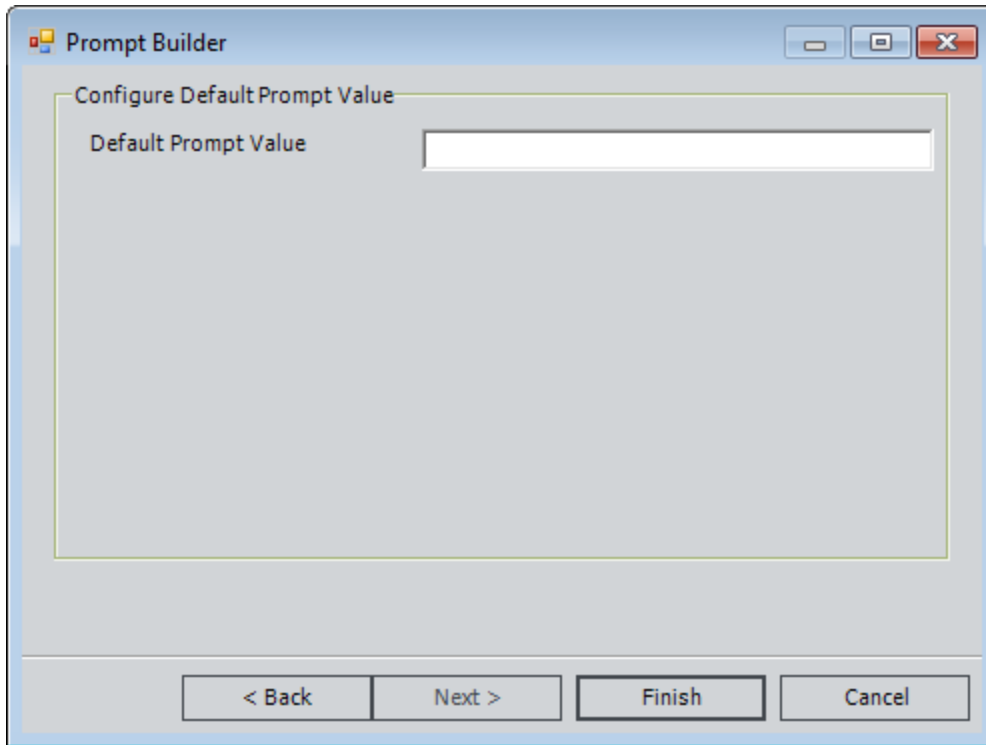 Prompt Builder
Configure Default Prompt Value
Default Prompt Value
< Back Next > Finish Cancel